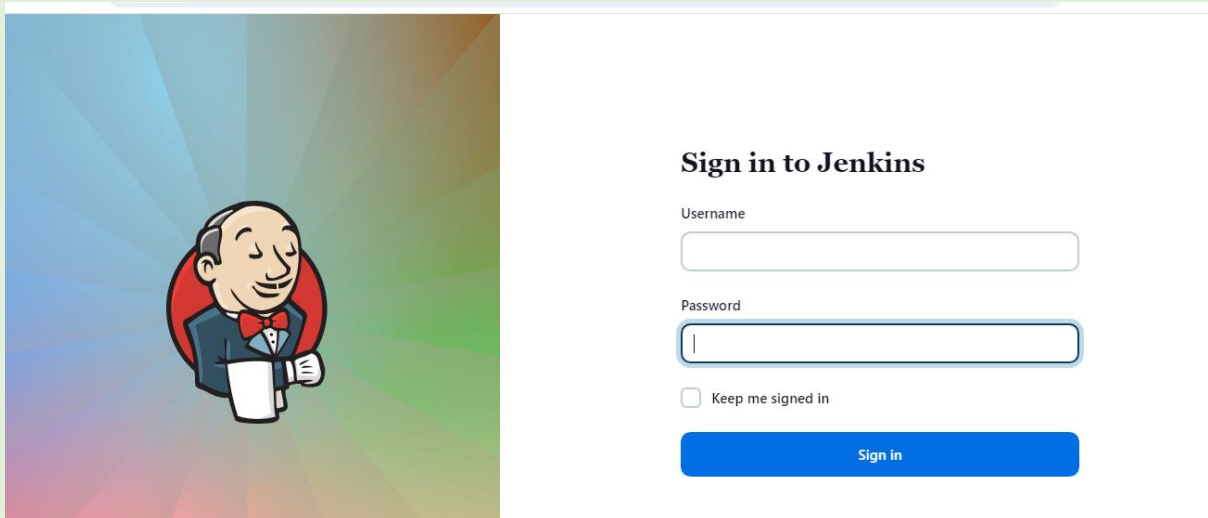 Sign in to Jenkins
Username
Password
Keep me signed in
Sign in